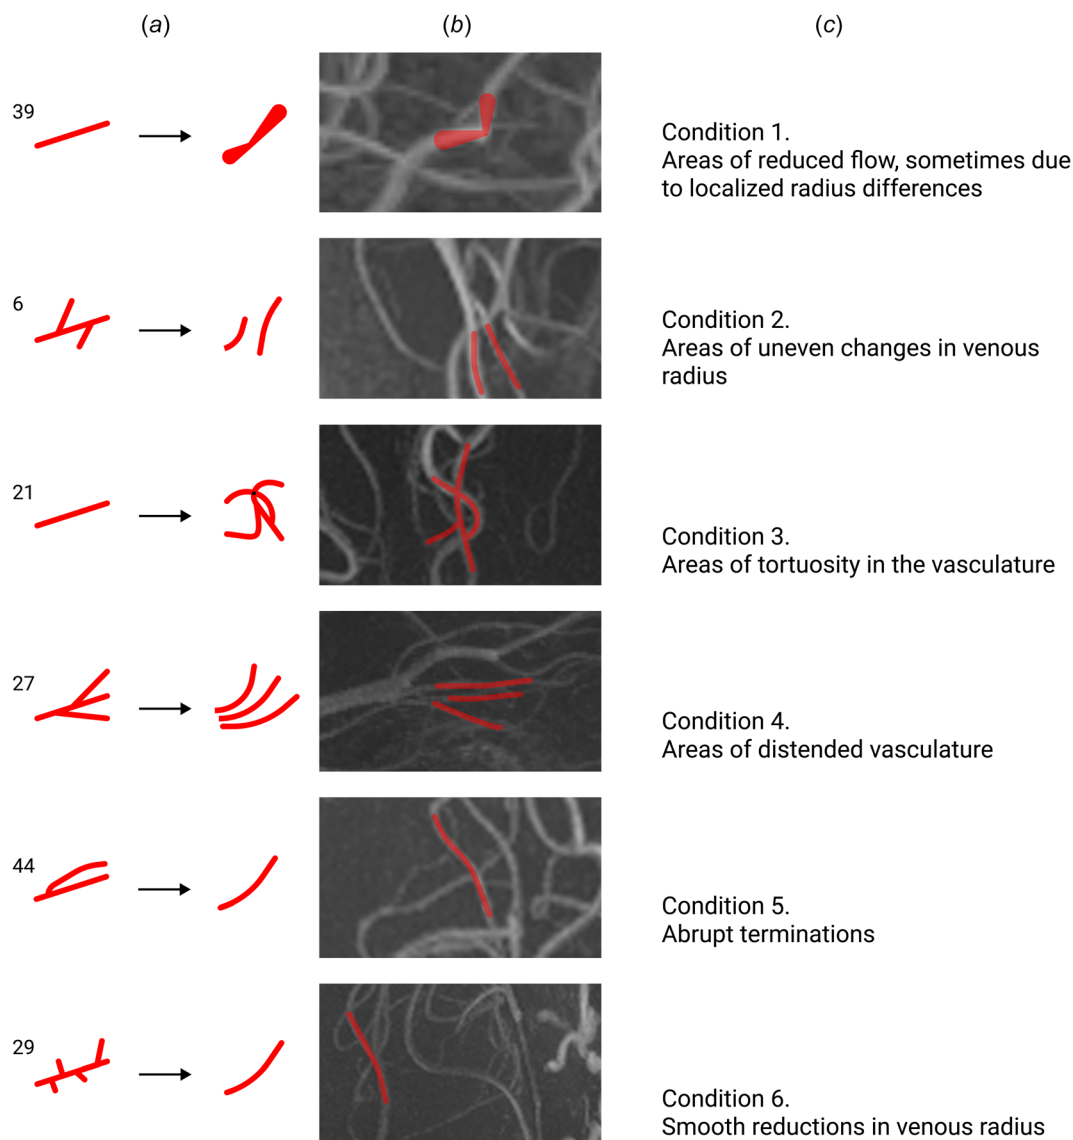 (a) (b) (c)
39
Condition 1.
Areas of reduced flow, sometimes due
to localized radius differences
6
Condition 2.
Areas of uneven changes in venous
radius
21
Condition 3.
Areas of tortuosity in the vasculature
27
Condition 4.
Areas of distended vasculature
44
Condition 5.
Abrupt terminations
29
Condition 6.
Smooth reductions in venous radius